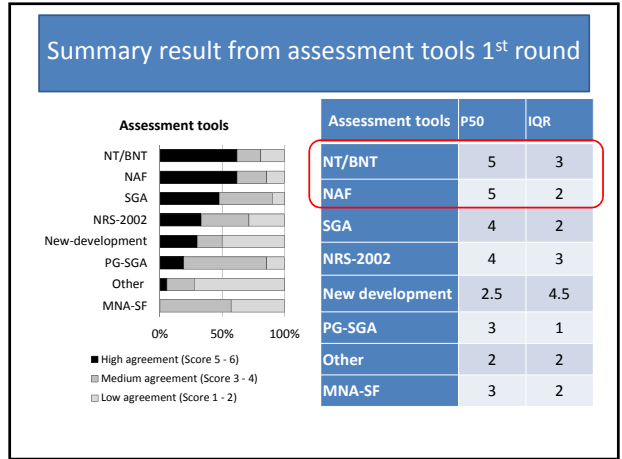 Summary result from assessment tools 1st round
Assessment tools
NT/BNT
NAF
SGA
NRS-2002
New-development
PG-SGA
Other
MNA-SF
0% 50% 100%
High agreement (Score 5 - 6)
Medium agreement (Score 3 - 4)
Low agreement (Score 1 - 2)
Assessment tools P50 IQR
NT/BNT 5 3
NAF 5 2
SGA 4 2
NRS-2002 4 3
New development 2.5 4.5
PG-SGA 3 1
Other 2 2
MNA-SF 3 2